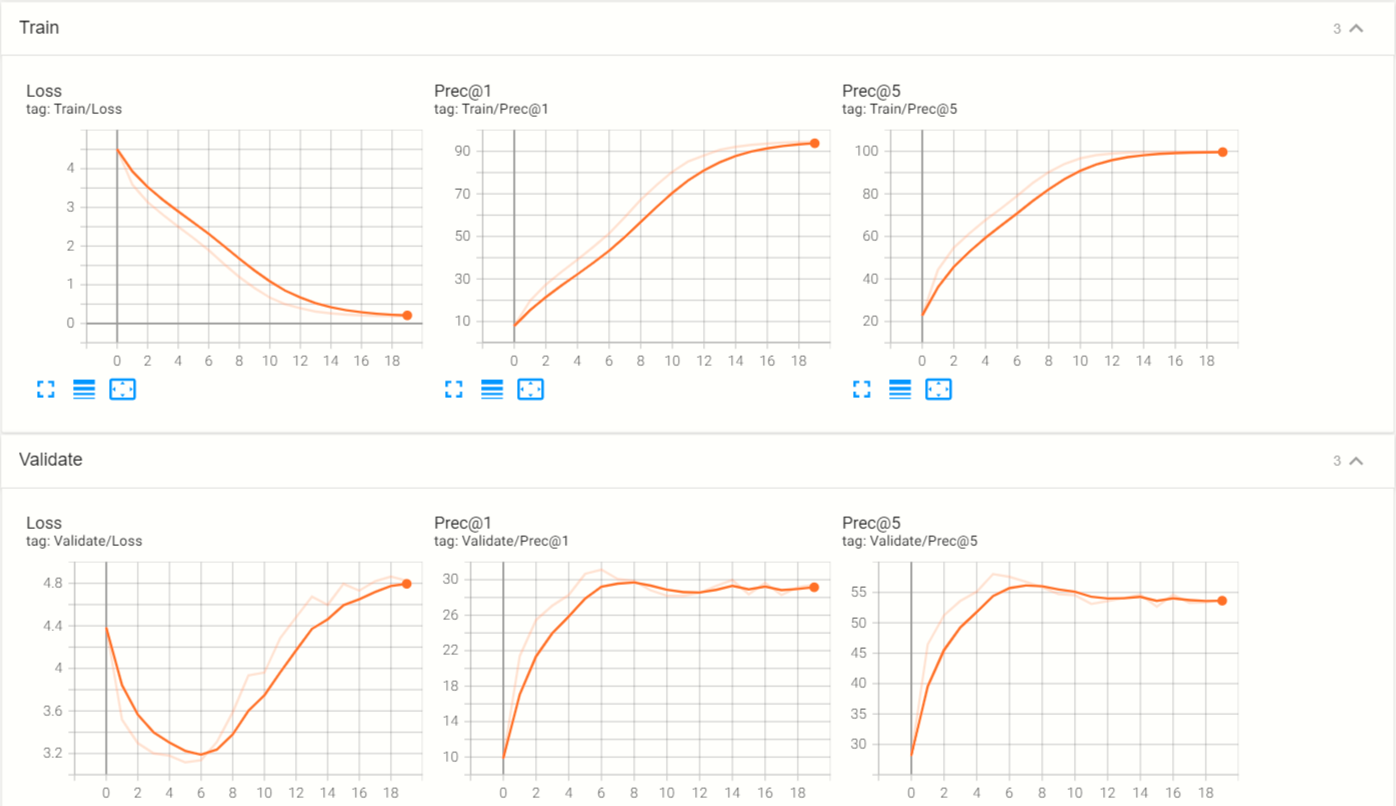 Train
3
Loss
tag: Train/Loss
4
3
2
1
0
0 2 4 6 8 10 12 14 16 18
Prec@1
tag: Train/Prec@1
90
70
50
30
10
0 2 4 6 8 10 12 14 16 18
Prec@5
tag: Train/Prec@5
100
80
60
40
20
0 2 4 6 8 10 12 14 16 18
Validate
3
Loss
tag: Validate/Loss
4.8
4.4
4
3.6
3.2
0 2 4 6 8 10 12 14 16 18
Prec@1
tag: Validate/Prec@1
30
26
22
18
14
10
0 2 4 6 8 10 12 14 16 18
Prec@5
tag: Validate/Prec@5
55
50
45
40
35
30
0 2 4 6 8 10 12 14 16 18